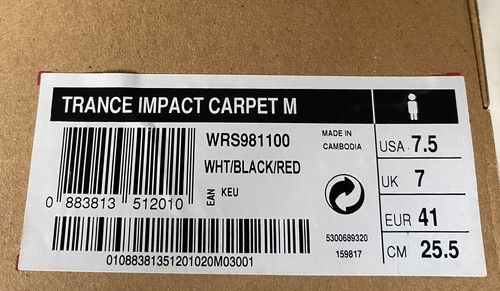 TRANCE IMPACT CARPET M
WRS981100
WHT/BLACK/RED
EAN KEU
0 883813 512010
01088381351201020M03001
MADE IN
CAMBODIA
5300689320
159817
USA 7.5
UK 7
EUR 41
CM 25.5